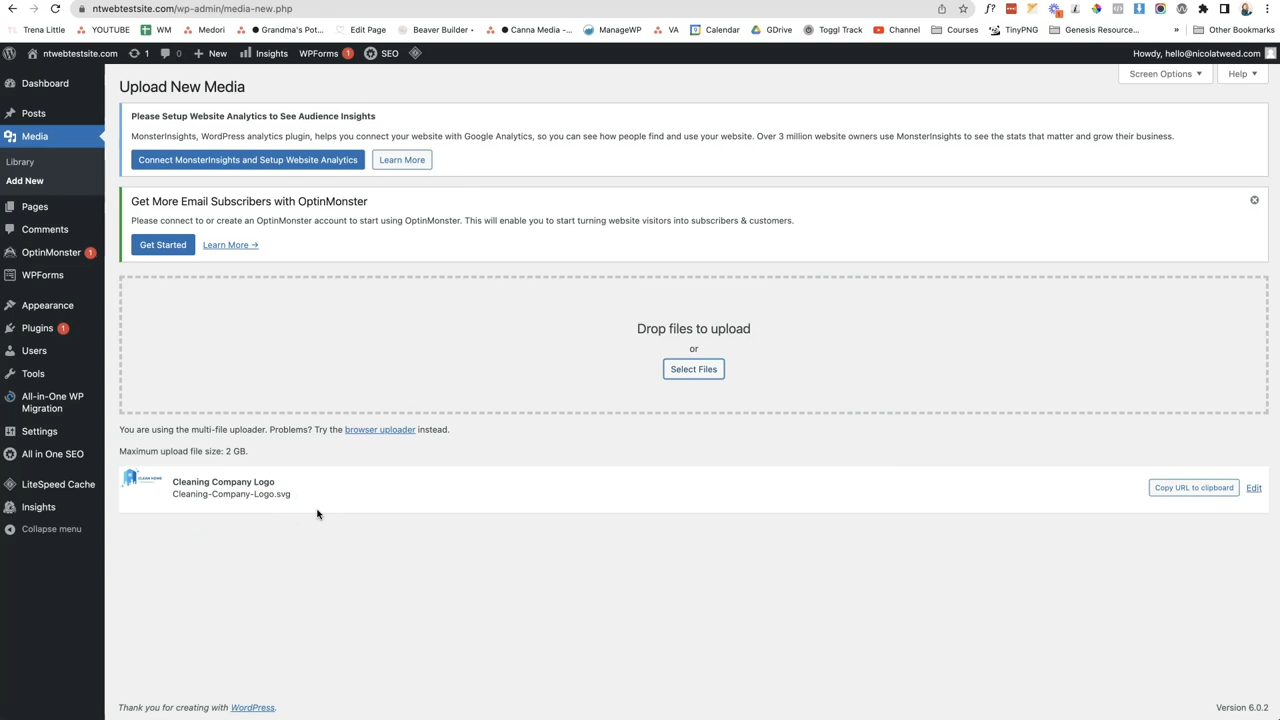 ntwebtestsite.com/wp-admin/media-new.php
Trena Little YOUTUBE WM Medori Grandma's Pot... Edit Page Beaver Builder Canna Media -... ManageWP VA Calendar GDrive Toggl Track Channel Courses TinyPNG Genesis Resource... » Other Bookmarks
ntwebtestsite.com 1 0 New Insights WPForms 1 SEO Howdy, hello@nicolatweed.com
Screen Options Help
Dashboard
Posts
Media
Library
Add New
Pages
Comments
OptinMonster 1
WPForms
Appearance
Plugins 1
Users
Tools
All-in-One WP
Migration
Settings
All in One SEO
LiteSpeed Cache
Insights
Collapse menu
Upload New Media
Please Setup Website Analytics to See Audience Insights
MonsterInsights, WordPress analytics plugin, helps you connect your website with Google Analytics, so you can see how people find and use your website. Over 3 million website owners use MonsterInsights to see the stats that matter and grow their business.
Connect MonsterInsights and Setup Website Analytics Learn More
Get More Email Subscribers with OptinMonster
Please connect to or create an OptinMonster account to start using OptinMonster. This will enable you to start turning website visitors into subscribers & customers.
Get Started Learn More →
Drop files to upload
or
Select Files
You are using the multi-file uploader. Problems? Try the browser uploader instead.
Maximum upload file size: 2 GB.
CLEAN HOME
Cleaning Company Logo
Cleaning-Company-Logo.svg
Copy URL to clipboard Edit
Thank you for creating with WordPress.
Version 6.0.2